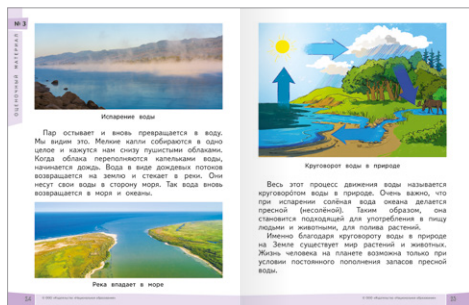 № 3
ОЦЕНОЧНЫЙ МАТЕРИАЛ
Испарение воды
Пар остывает и вновь превращается в воду.
Мы видим это. Мелкие капли собираются в одно
целое и кажутся нам снизу пушистыми облаками.
Когда облака переполняются капельками воды,
начинается дождь. Вода в виде дождевых потоков
возвращается на землю и стекает в реки. Они
несут свои воды в сторону моря. Так вода вновь
возвращается в моря и океаны.
Река впадает в море
14
Круговорот воды в природе
Весь этот процесс движения воды называется
круговоро́том воды в природе. Очень важно, что
при испарении солёная вода океана делается
пресной (несолёной). Таким образом, она
становится подходящей для употребления в пищу
людьми и животными, для полива растений.
Именно благодаря круговороту воды в природе
на Земле существует мир растений и животных.
Жизнь человека на планете возможна только при
условии постоянного пополнения запасов пресной
воды.
15